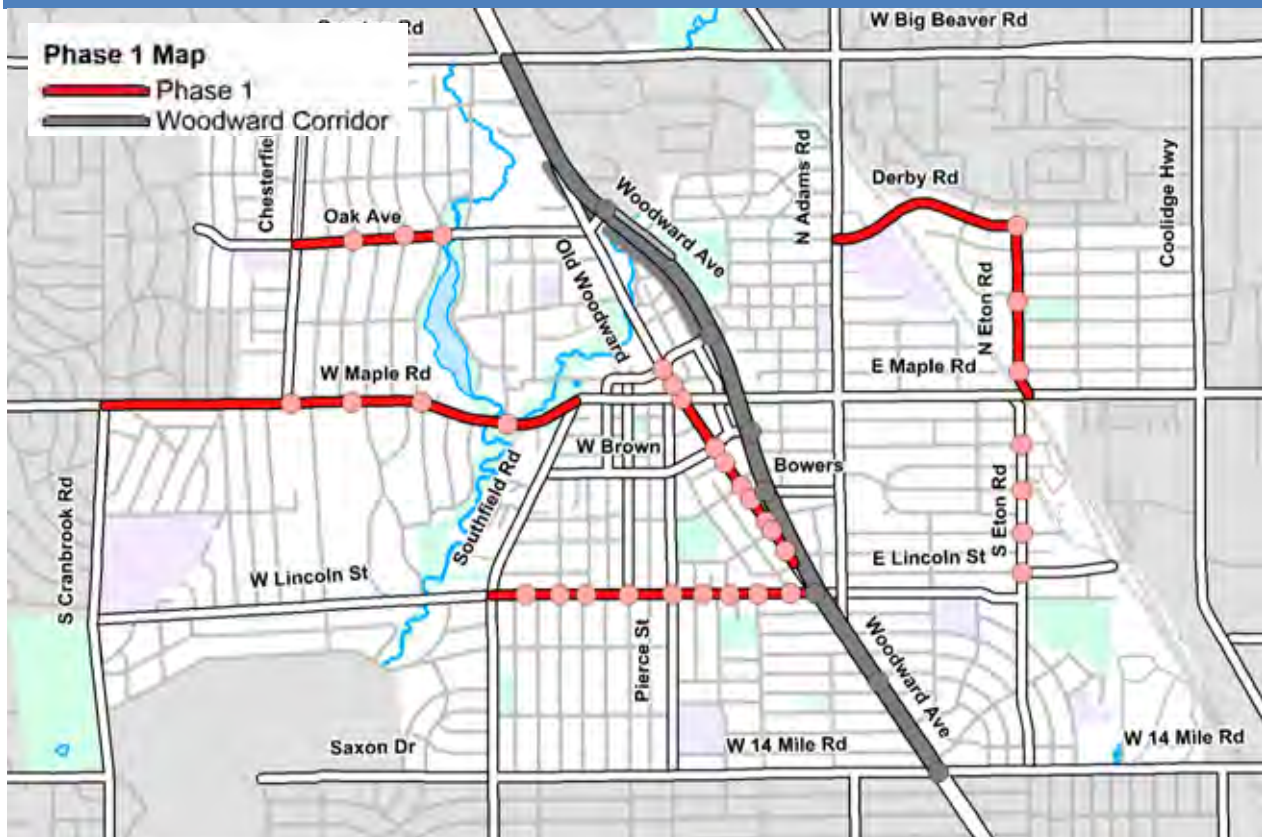 W Big Beaver Rd
Rd
Phase 1 Map
Phase 1
Woodward Corridor
Derby Rd
Oak Ave
Woodward Ave
N Adams Rd
Coolidge Hwy
Old Woodward
N Eton Rd
W Maple Rd
E Maple Rd
W Brown
Bowers
Southfield Rd
S Cranbrook Rd
S Eton Rd
W Lincoln St
E Lincoln St
Pierce St
Woodward Ave
Saxon Dr
W 14 Mile Rd
W 14 Mile Rd